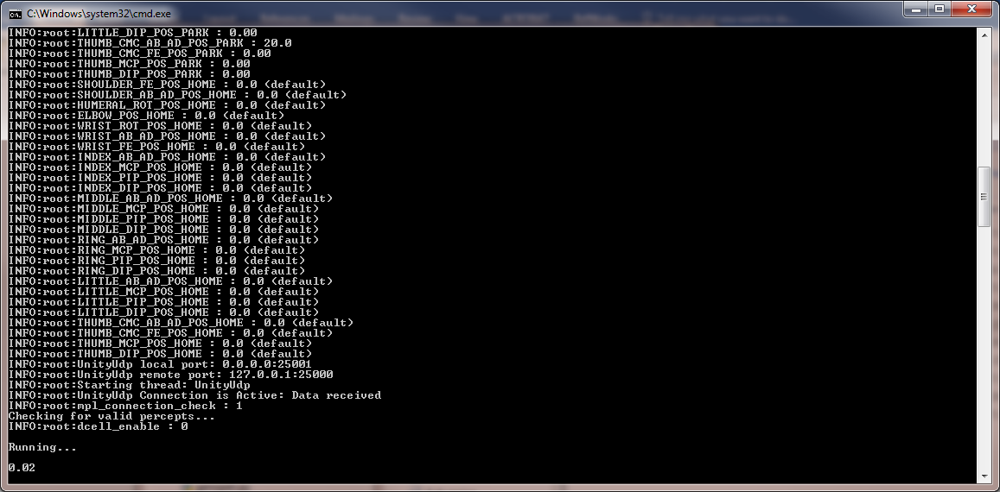 C:\Windows\system32\cmd.exe
INFO:root:LITTLE_DIP_POS_PARK : 0.00
INFO:root:THUMB_CMC_AB_AD_POS_PARK : 20.0
INFO:root:THUMB_CMC_FE_POS_PARK : 0.00
INFO:root:THUMB_MCP_POS_PARK : 0.00
INFO:root:THUMB_DIP_POS_PARK : 0.00
INFO:root:SHOULDER_FE_POS_HOME : 0.0 (default)
INFO:root:SHOULDER_AB_AD_POS_HOME : 0.0 (default)
INFO:root:HUMERAL_ROT_POS_HOME : 0.0 (default)
INFO:root:ELBOW_POS_HOME : 0.0 (default)
INFO:root:WRIST_ROT_POS_HOME : 0.0 (default)
INFO:root:WRIST_AB_AD_POS_HOME : 0.0 (default)
INFO:root:WRIST_FE_POS_HOME : 0.0 (default)
INFO:root:INDEX_AB_AD_POS_HOME : 0.0 (default)
INFO:root:INDEX_MCP_POS_HOME : 0.0 (default)
INFO:root:INDEX_PIP_POS_HOME : 0.0 (default)
INFO:root:INDEX_DIP_POS_HOME : 0.0 (default)
INFO:root:MIDDLE_AB_AD_POS_HOME : 0.0 (default)
INFO:root:MIDDLE_MCP_POS_HOME : 0.0 (default)
INFO:root:MIDDLE_PIP_POS_HOME : 0.0 (default)
INFO:root:MIDDLE_DIP_POS_HOME : 0.0 (default)
INFO:root:RING_AB_AD_POS_HOME : 0.0 (default)
INFO:root:RING_MCP_POS_HOME : 0.0 (default)
INFO:root:RING_PIP_POS_HOME : 0.0 (default)
INFO:root:RING_DIP_POS_HOME : 0.0 (default)
INFO:root:LITTLE_AB_AD_POS_HOME : 0.0 (default)
INFO:root:LITTLE_MCP_POS_HOME : 0.0 (default)
INFO:root:LITTLE_PIP_POS_HOME : 0.0 (default)
INFO:root:LITTLE_DIP_POS_HOME : 0.0 (default)
INFO:root:THUMB_CMC_AB_AD_POS_HOME : 0.0 (default)
INFO:root:THUMB_CMC_FE_POS_HOME : 0.0 (default)
INFO:root:THUMB_MCP_POS_HOME : 0.0 (default)
INFO:root:THUMB_DIP_POS_HOME : 0.0 (default)
INFO:root:UnityUdp local port: 0.0.0.0:25001
INFO:root:UnityUdp remote port: 127.0.0.1:25000
INFO:root:Starting thread: UnityUdp
INFO:root:UnityUdp Connection is Active: Data received
INFO:root:mpl_connection_check : 1
Checking for valid percepts...
INFO:root:dcell_enable : 0
Running...
0.02